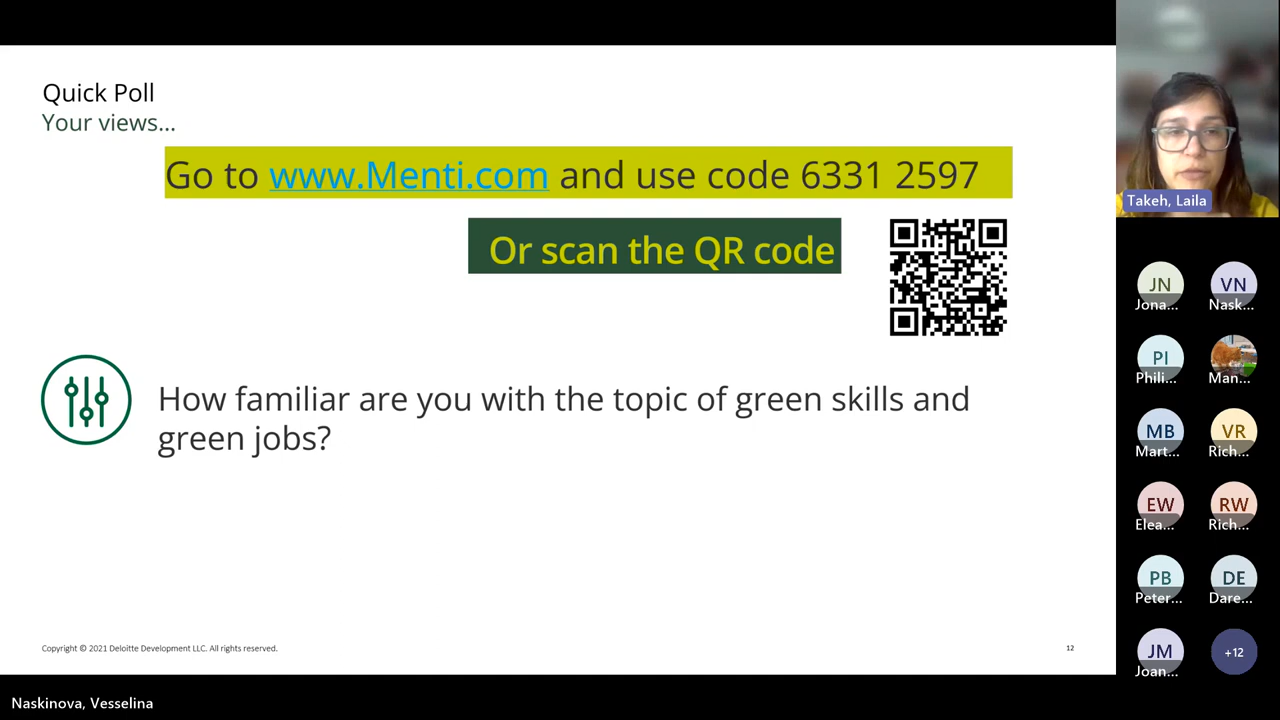 Quick Poll
Your views...
Go to www.Menti.com and use code 6331 2597
Or scan the QR code
How familiar are you with the topic of green skills and
green jobs?
Copyright © 2021 Deloitte Development LLC. All rights reserved.
12
Takeh, Laila
JN
VN
Jona...
Nask...
PI
Phili...
Man...
MB
VR
Mart...
Rich...
EW
RW
Elea...
Rich...
PB
DE
Peter...
Dare...
JM
+12
Joan...
Naskinova, Vesselina